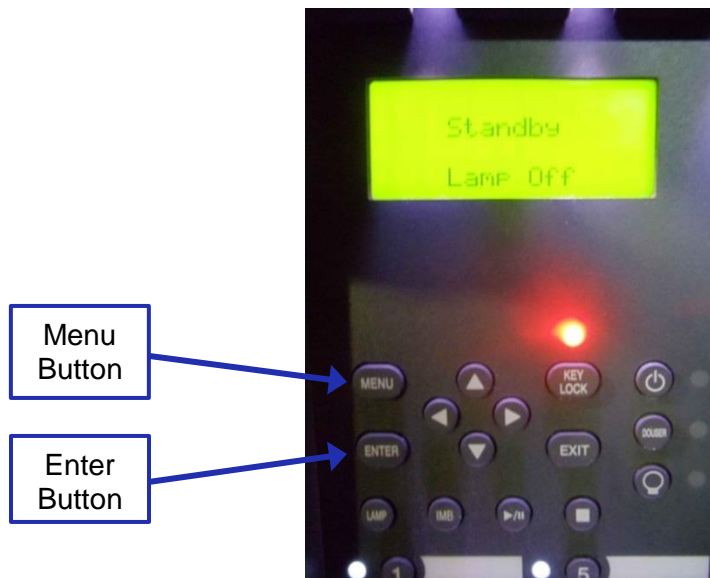 Standby
Lamp Off
Menu
Button
MENU
KEY
LOCK
Enter
Button
ENTER
EXIT
DOUSER
LAMP
IMB
1
5